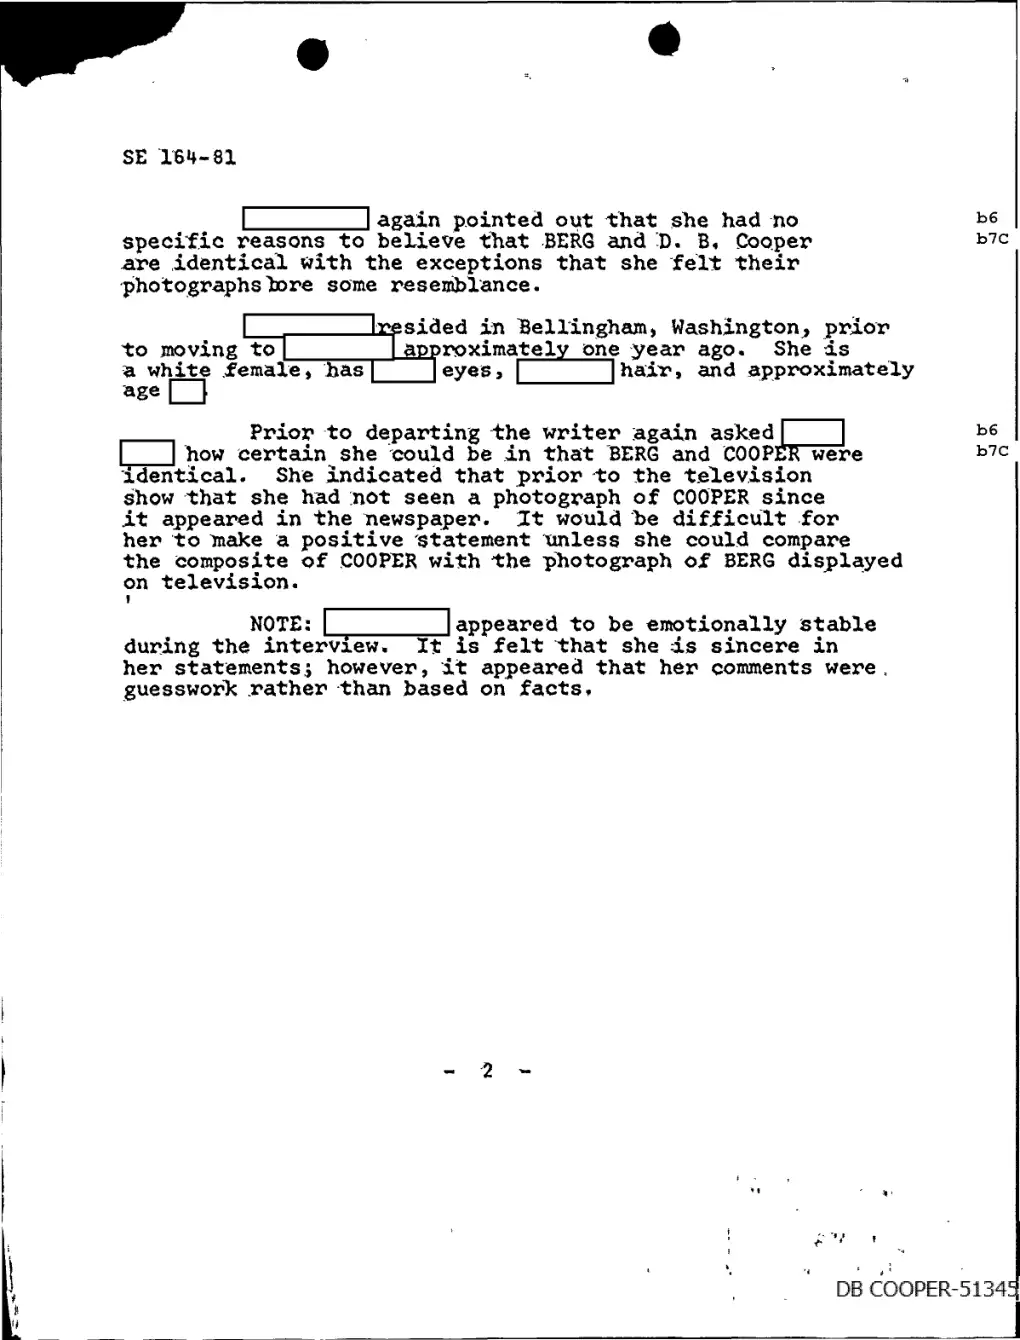 SE 164-81
again pointed out that she had no
b6
specific reasons to believe that BERG and D. B. Cooper
b7C
are identical with the exceptions that she felt their
photographs bore some resemblance.
resided in Bellingham, Washington, prior
to moving to approximately one year ago. She is
a white female, has eyes, hair, and approximately
age .
Prior to departing the writer again asked
b6
how certain she could be in that BERG and COOPER were
b7C
identical. She indicated that prior to the television
show that she had not seen a photograph of COOPER since
it appeared in the newspaper. It would be difficult for
her to make a positive statement unless she could compare
the composite of COOPER with the photograph of BERG displayed
on television.
NOTE: appeared to be emotionally stable
during the interview. It is felt that she is sincere in
her statements; however, it appeared that her comments were
guesswork rather than based on facts.
- 2 -
DB COOPER-51345